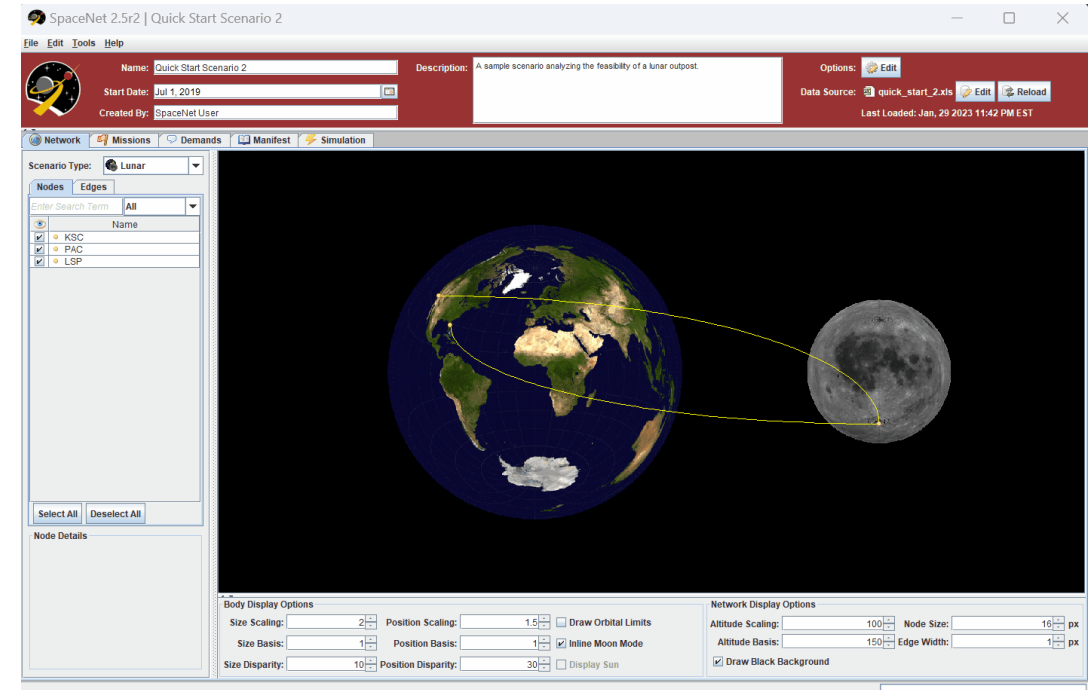 SpaceNet 2.5r2 | Quick Start Scenario 2
File Edit Tools Help
Name: Quick Start Scenario 2
Description: A sample scenario analyzing the feasibility of a lunar outpost.
Options: Edit
Start Date: Jul 1, 2019
Data Source: quick_start_2.xls Edit Reload
Created By: SpaceNet User
Last Loaded: Jan, 29 2023 11:42 PM EST
Network Missions Demands Manifest Simulation
Scenario Type: Lunar
Nodes Edges
Enter Search Term All
Name
KSC
PAC
LSP
Select All Deselect All
Node Details
Body Display Options
Size Scaling: 2 Position Scaling: 1.5 Draw Orbital Limits
Size Basis: 1 Position Basis: 1 Inline Moon Mode
Size Disparity: 10 Position Disparity: 30 Display Sun
Network Display Options
Altitude Scaling: 100 Node Size: 16 px
Altitude Basis: 150 Edge Width: 1 px
Draw Black Background